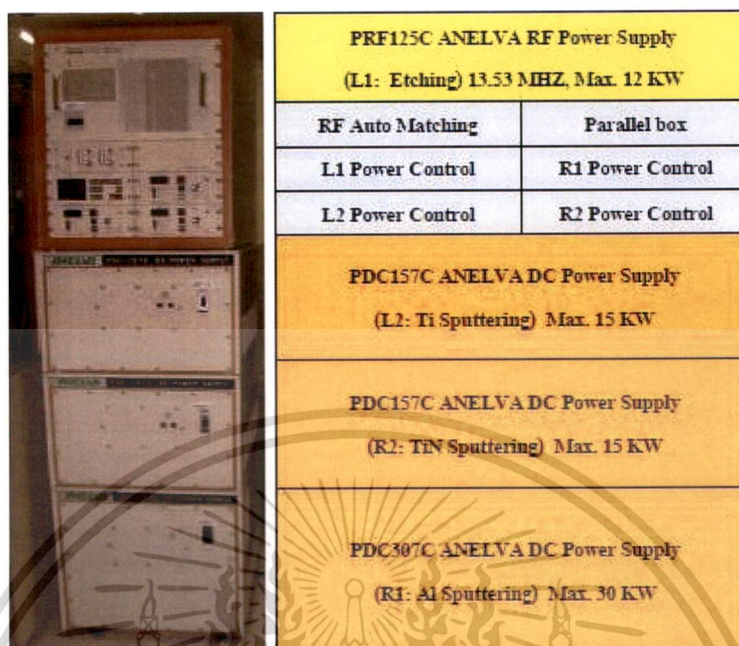 PRF125C ANELVA RF Power Supply
(L1: Etching) 13.53 MHZ, Max. 12 KW
RF Auto Matching
Parallel box
L1 Power Control
R1 Power Control
L2 Power Control
R2 Power Control
PDC157C ANELVA DC Power Supply
(L2: Ti Sputtering) Max. 15 KW
PDC157C ANELVA DC Power Supply
(R2: TiN Sputtering) Max. 15 KW
PDC307C ANELVA DC Power Supply
(R1: Al Sputtering) Max. 30 KW